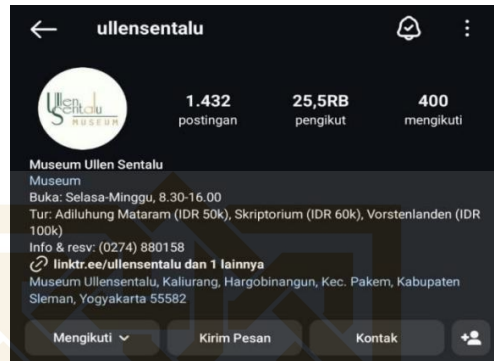 ullensentalu
Ullen
Sentalu
MUSEUM
1.432
25,5RB
400
postingan
pengikut
mengikuti
Museum Ullen Sentalu
Museum
Buka: Selasa-Minggu, 8.30-16.00
Tur: Adiluhung Mataram (IDR 50k), Skriptorium (IDR 60k), Vorstenlanden (IDR
100k)
Info & resv: (0274) 880158
linktr.ee/ullensentalu dan 1 lainnya
Museum Ullensentalu, Kaliurang, Hargobinangun, Kec. Pakem, Kabupaten
Sleman, Yogyakarta 55582
Mengikuti
Kirim Pesan
Kontak